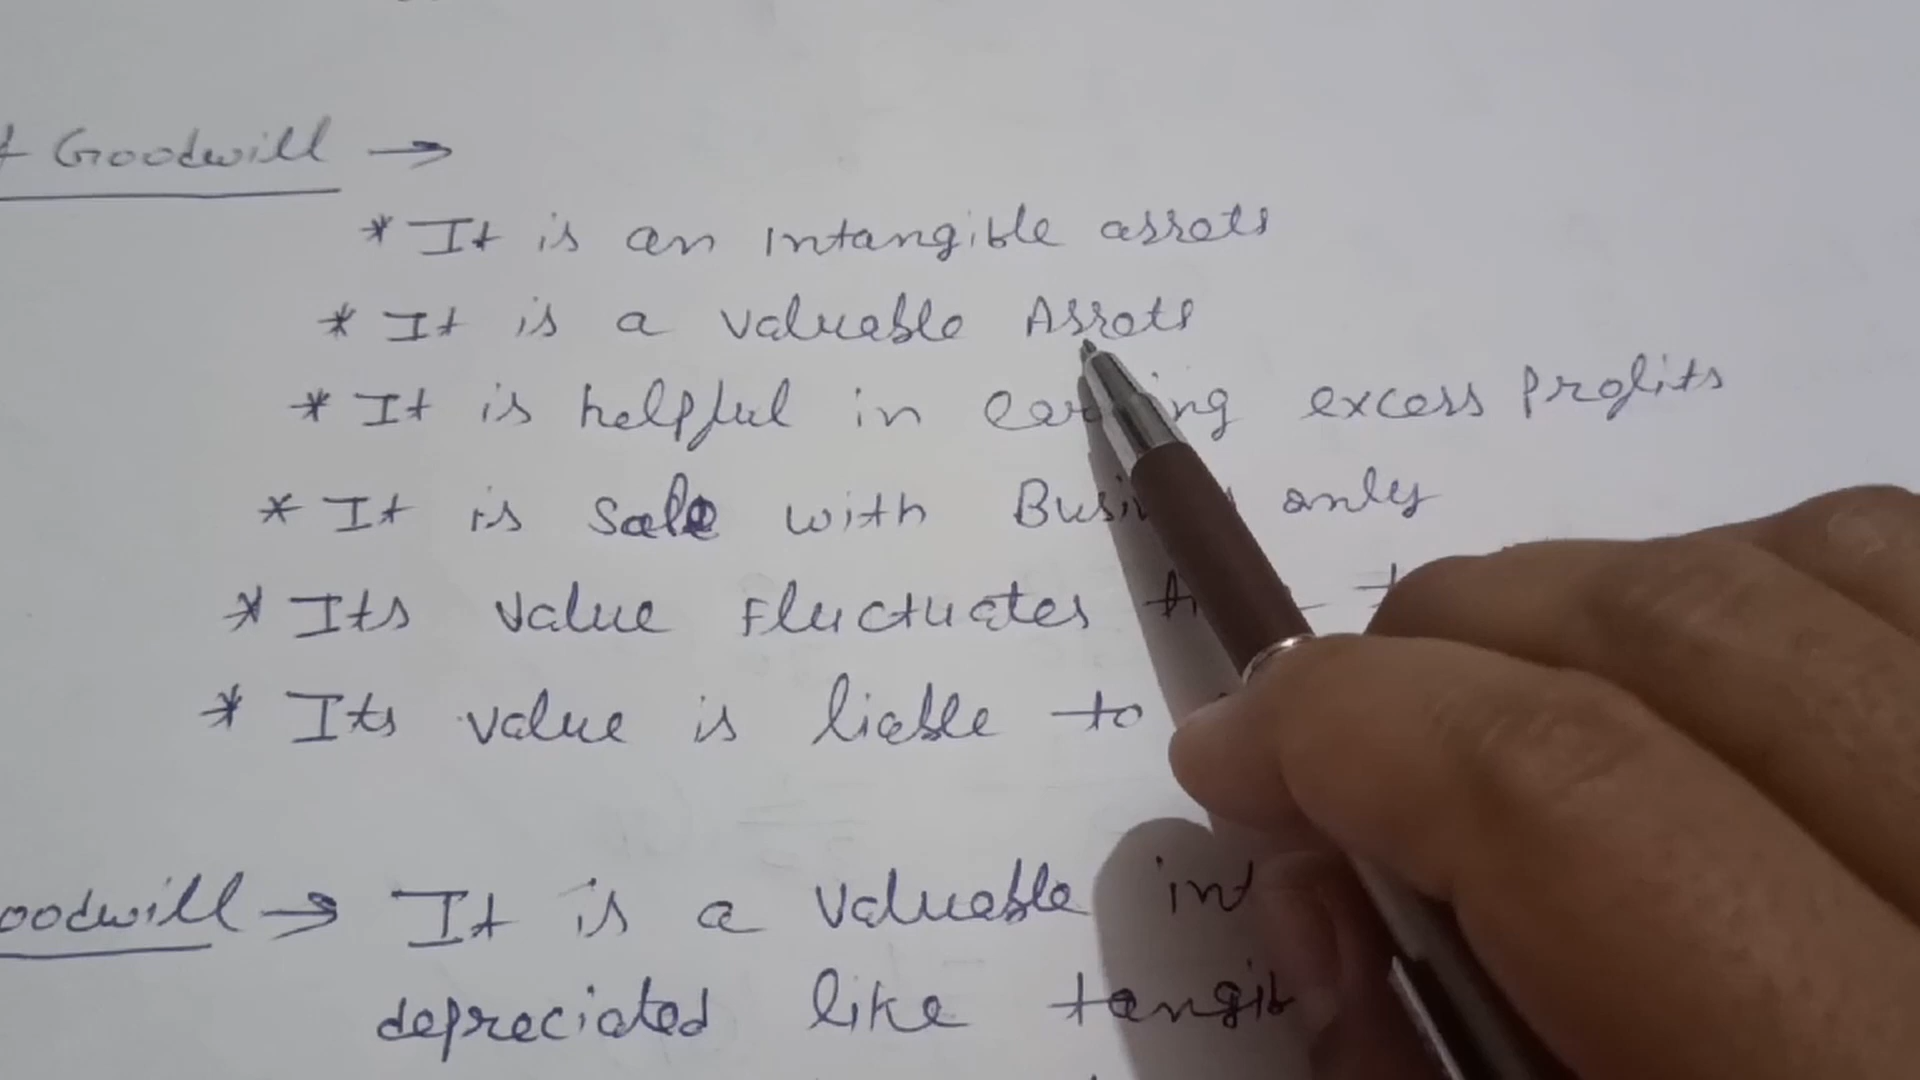 Goodwill →
* It is an Intangible assets
* It is a valuable Assets
* It is helpful in earning excess Profits
* It is Sale with only
* Its value Fluctuates
* Its value is liable to
→ It is a valuable
depreciated like